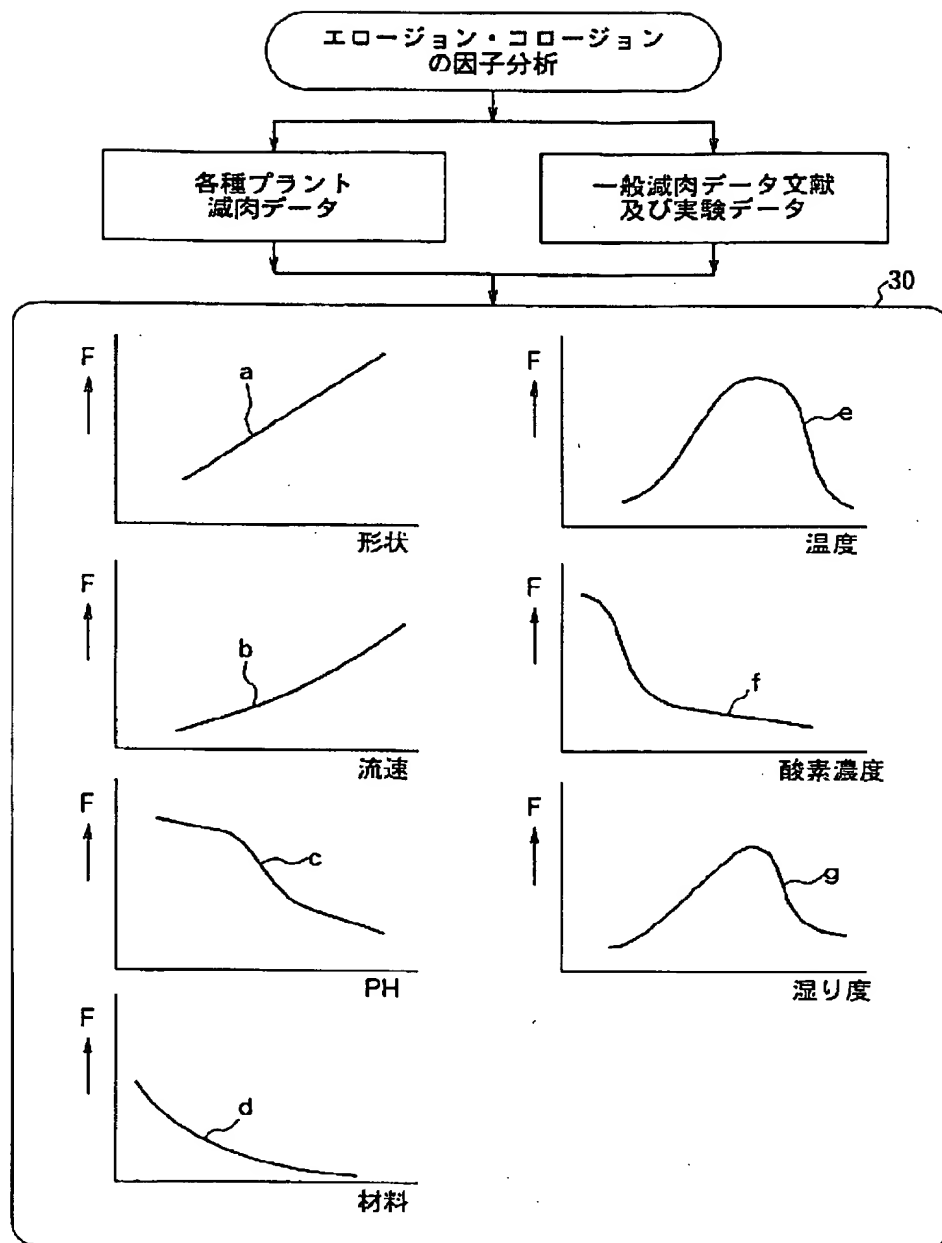 エロージョン・コロージョン
の因子分析
各種プラント
減肉データ
一般減肉データ文献
及び実験データ
30
F
a
形状
F
e
温度
F
b
流速
F
f
酸素濃度
F
c
PH
F
g
湿り度
F
d
材料